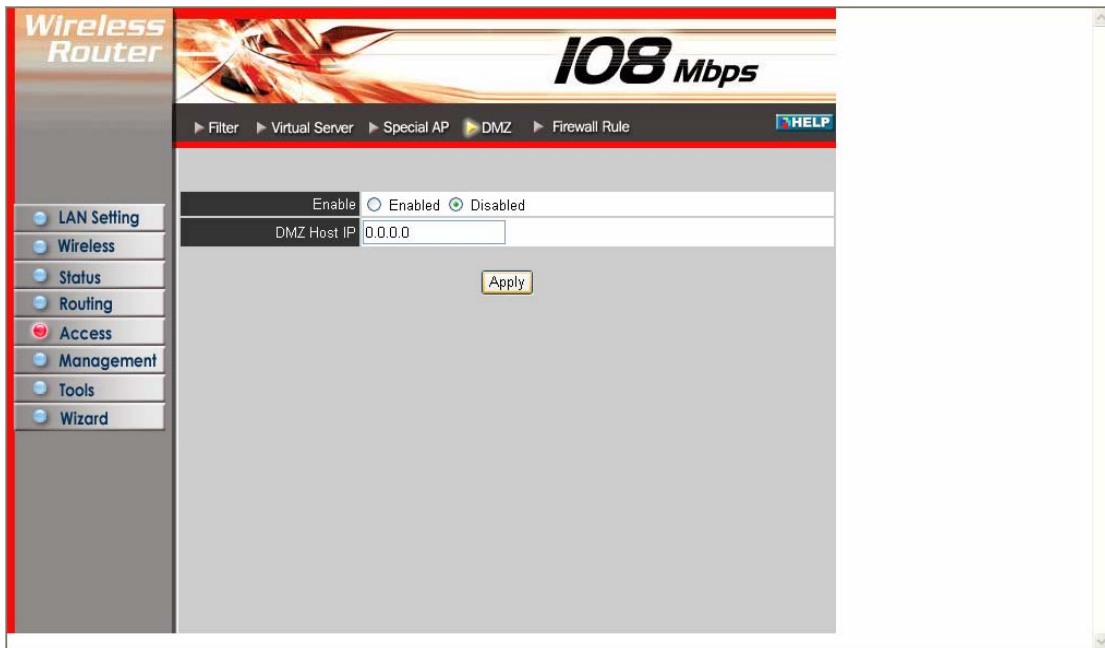 Wireless
Router
108 Mbps
Filter Virtual Server Special AP DMZ Firewall Rule HELP
LAN Setting
Wireless
Status
Routing
Access
Management
Tools
Wizard
Enable Enabled Disabled
DMZ Host IP 0.0.0.0
Apply